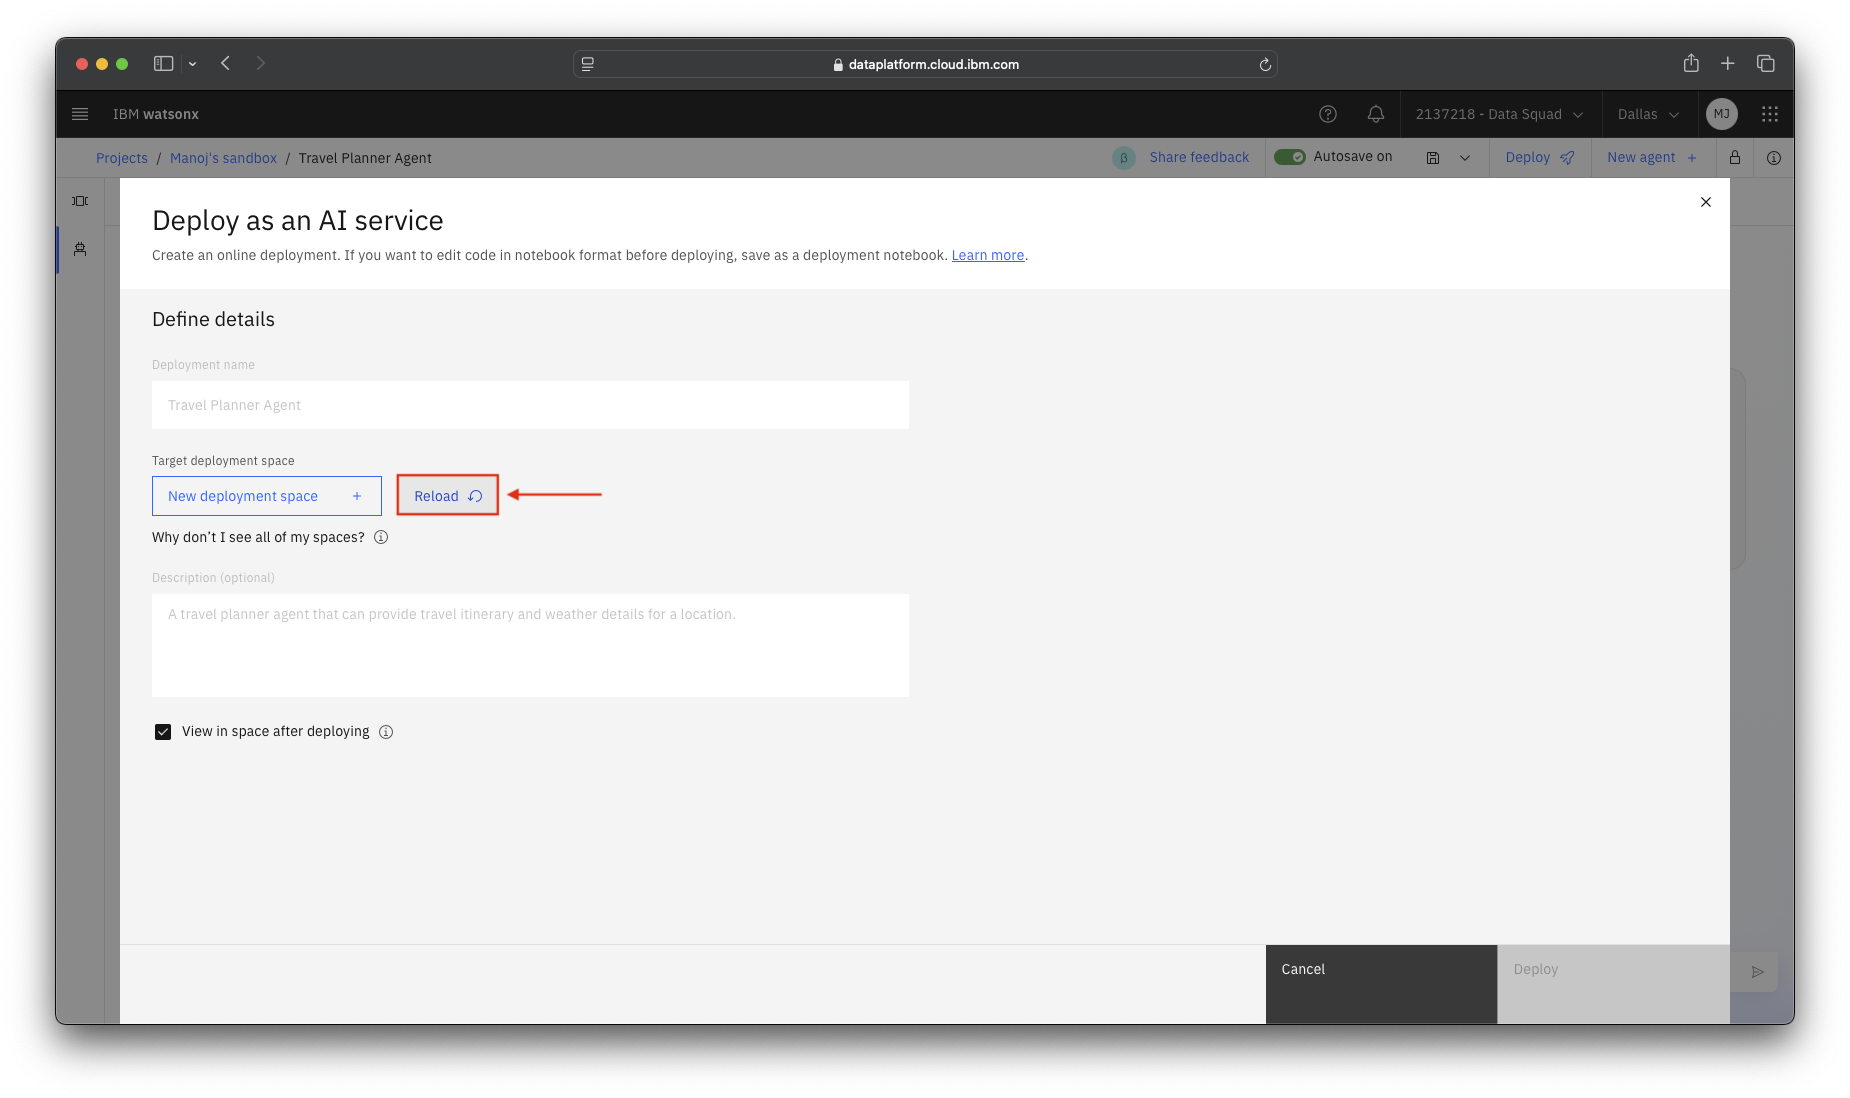 dataplatform.cloud.ibm.com
IBM watsonx
2137218 - Data Squad
Dallas
MJ
Projects / Manoj's sandbox / Travel Planner Agent
β Share feedback
Autosave on
Deploy
New agent +
Deploy as an AI service
Create an online deployment. If you want to edit code in notebook format before deploying, save as a deployment notebook. Learn more.
Define details
Deployment name
Travel Planner Agent
Target deployment space
New deployment space +
Reload
Why don't I see all of my spaces?
Description (optional)
A travel planner agent that can provide travel itinerary and weather details for a location.
View in space after deploying
Cancel
Deploy